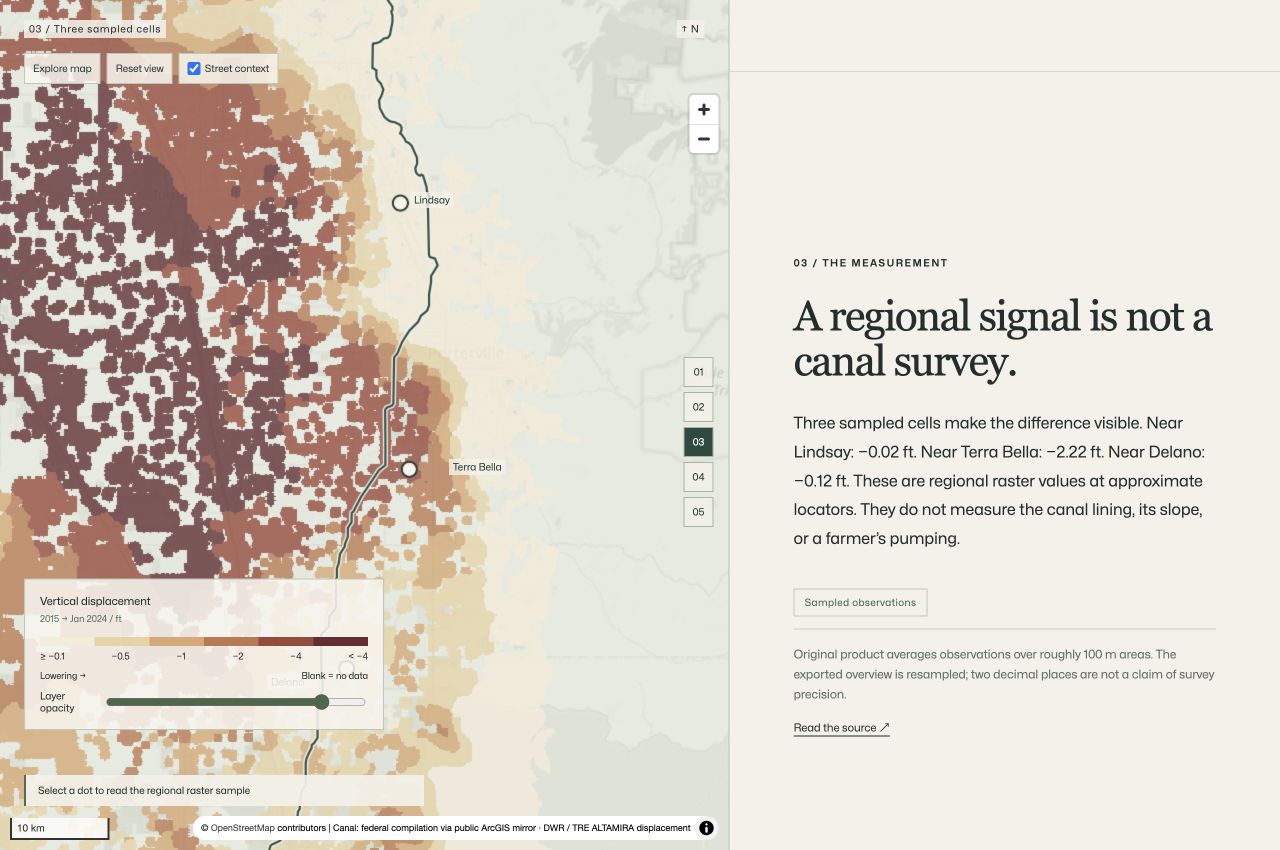 03 / Three sampled cells
↑ N
Explore map
Reset view
Street context
+
−
Lindsay
Porterville
Terra Bella
01
02
03
04
05
Vertical displacement
2015 → Jan 2024 / ft
≥ −0.1 −0.5 −1 −2 −4 < −4
Lowering → Blank = no data
Delano
Layer
opacity
Select a dot to read the regional raster sample
10 km
© OpenStreetMap contributors | Canal: federal compilation via public ArcGIS mirror · DWR / TRE ALTAMIRA displacement
03 / THE MEASUREMENT
A regional signal is not a
canal survey.
Three sampled cells make the difference visible. Near
Lindsay: −0.02 ft. Near Terra Bella: −2.22 ft. Near Delano:
−0.12 ft. These are regional raster values at approximate
locators. They do not measure the canal lining, its slope,
or a farmer’s pumping.
Sampled observations
Original product averages observations over roughly 100 m areas. The
exported overview is resampled; two decimal places are not a claim of survey
precision.
Read the source ↗